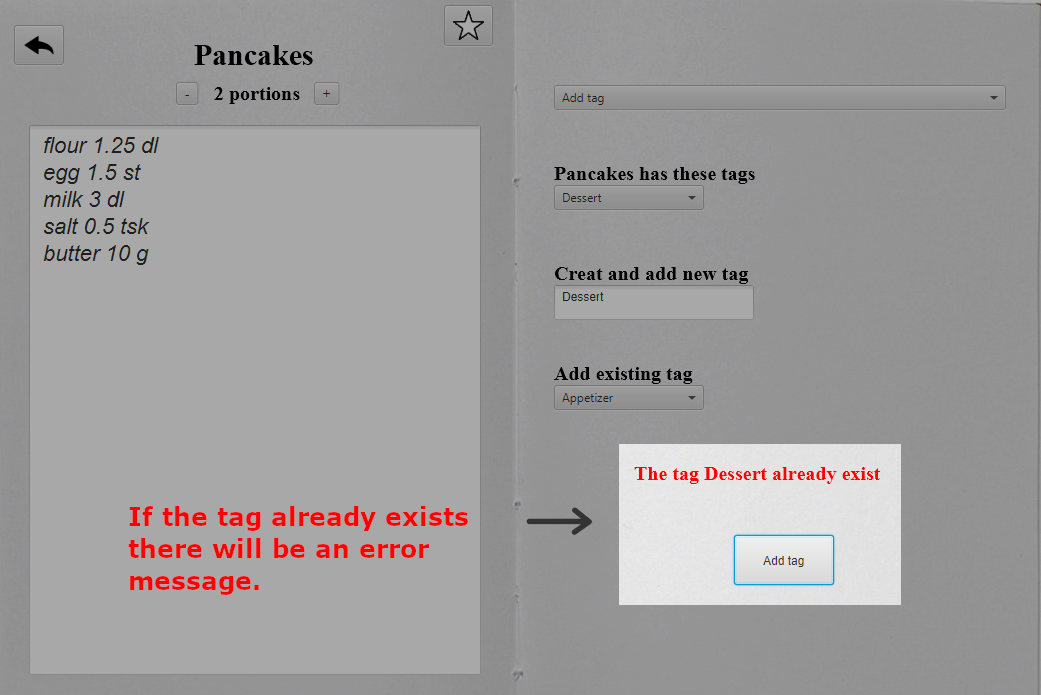 Pancakes
- 2 portions +
flour 1.25 dl
egg 1.5 st
milk 3 dl
salt 0.5 tsk
butter 10 g
If the tag already exists
there will be an error
message.
Add tag
Pancakes has these tags
Dessert
Creat and add new tag
Dessert
Add existing tag
Appetizer
The tag Dessert already exist
Add tag